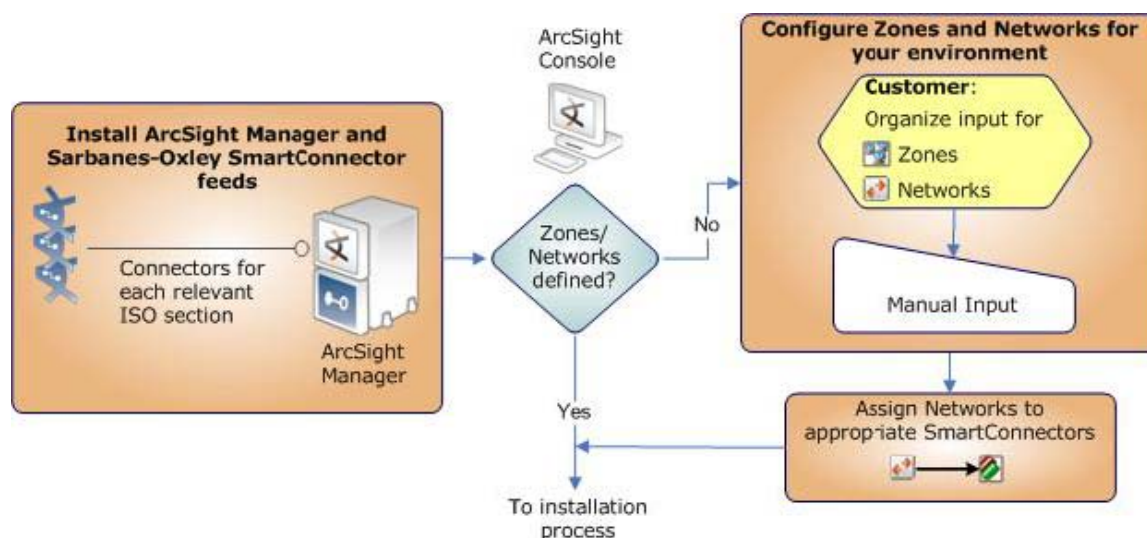 Install ArcSight Manager and
Sarbanes-Oxley SmartConnector
feeds
Connectors for
each relevant
ISO section
ArcSight
Manager
ArcSight
Console
Zones/
Networks
defined?
No
Yes
To installation
process
Configure Zones and Networks for
your environment
Customer:
Organize input for
Zones
Networks
Manual Input
Assign Networks to
appropriate SmartConnectors